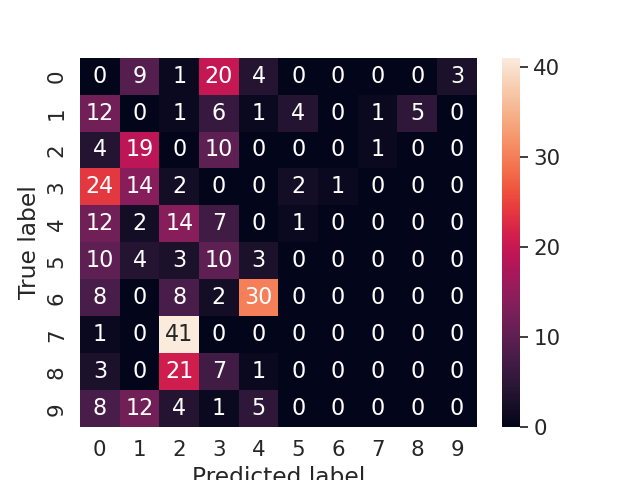 0 0 9 1 20 4 0 0 0 0 3
1 12 0 1 6 1 4 0 1 5 0
2 4 19 0 10 0 0 0 1 0 0
3 24 14 2 0 0 2 1 0 0 0
4 12 2 14 7 0 1 0 0 0 0
5 10 4 3 10 3 0 0 0 0 0
6 8 0 8 2 30 0 0 0 0 0
7 1 0 41 0 0 0 0 0 0 0
8 3 0 21 7 1 0 0 0 0 0
9 8 12 4 1 5 0 0 0 0 0
0 1 2 3 4 5 6 7 8 9
Predicted label
True label
40
30
20
10
0